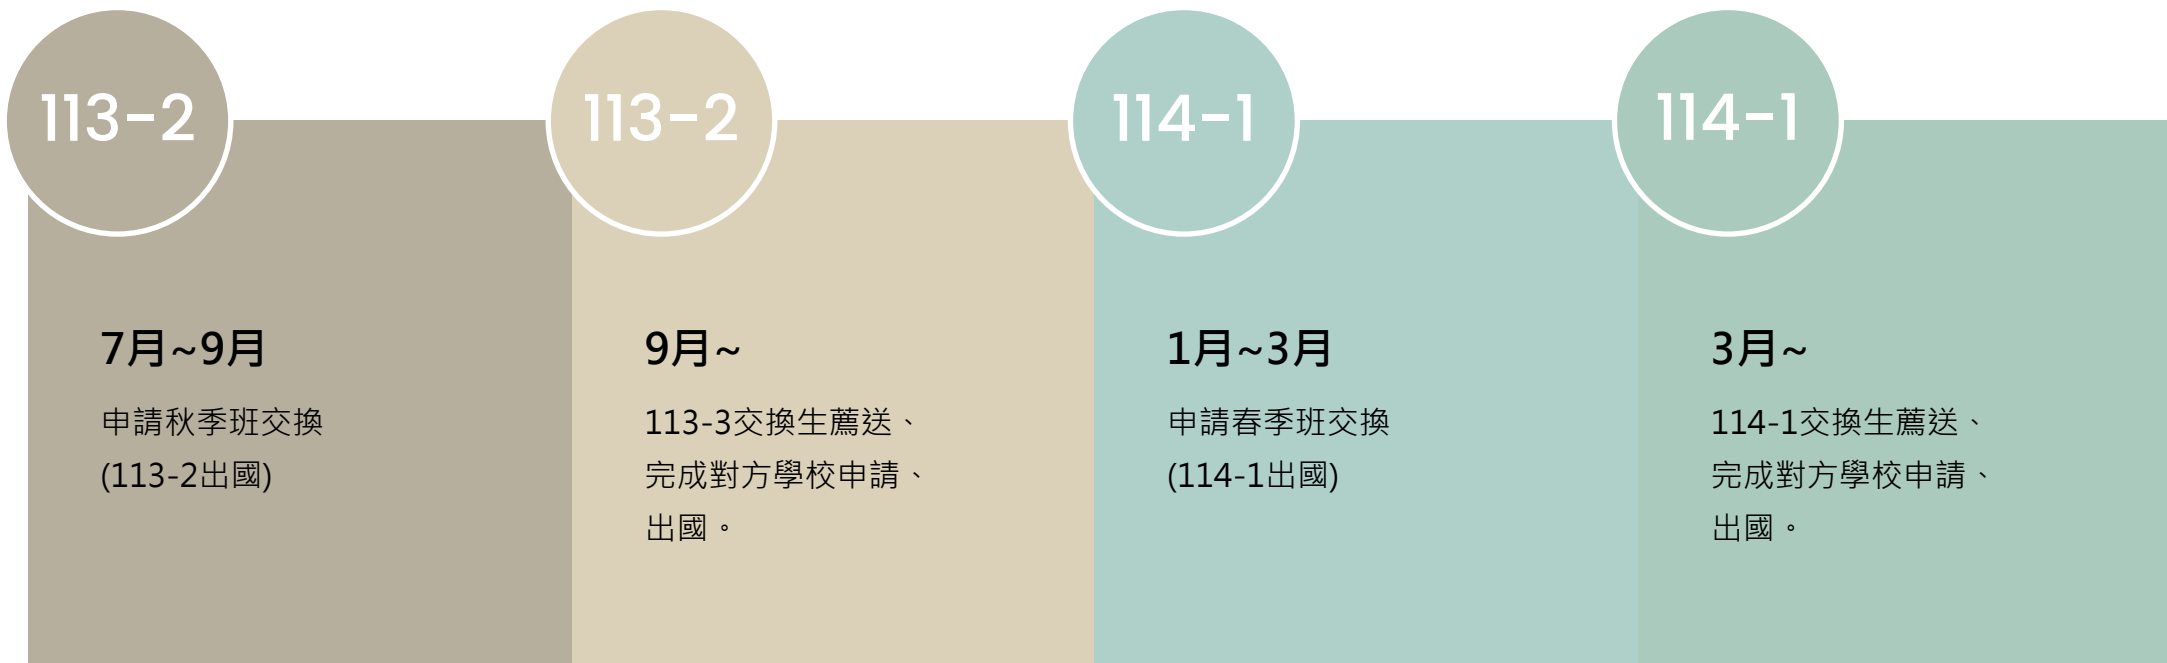 113-2
7月~9月
申請秋季班交換
(113-2出國)
113-2
9月~
113-3交換生薦送、
完成對方學校申請、
出國。
114-1
1月~3月
申請春季班交換
(114-1出國)
114-1
3月~
114-1交換生薦送、
完成對方學校申請、
出國。